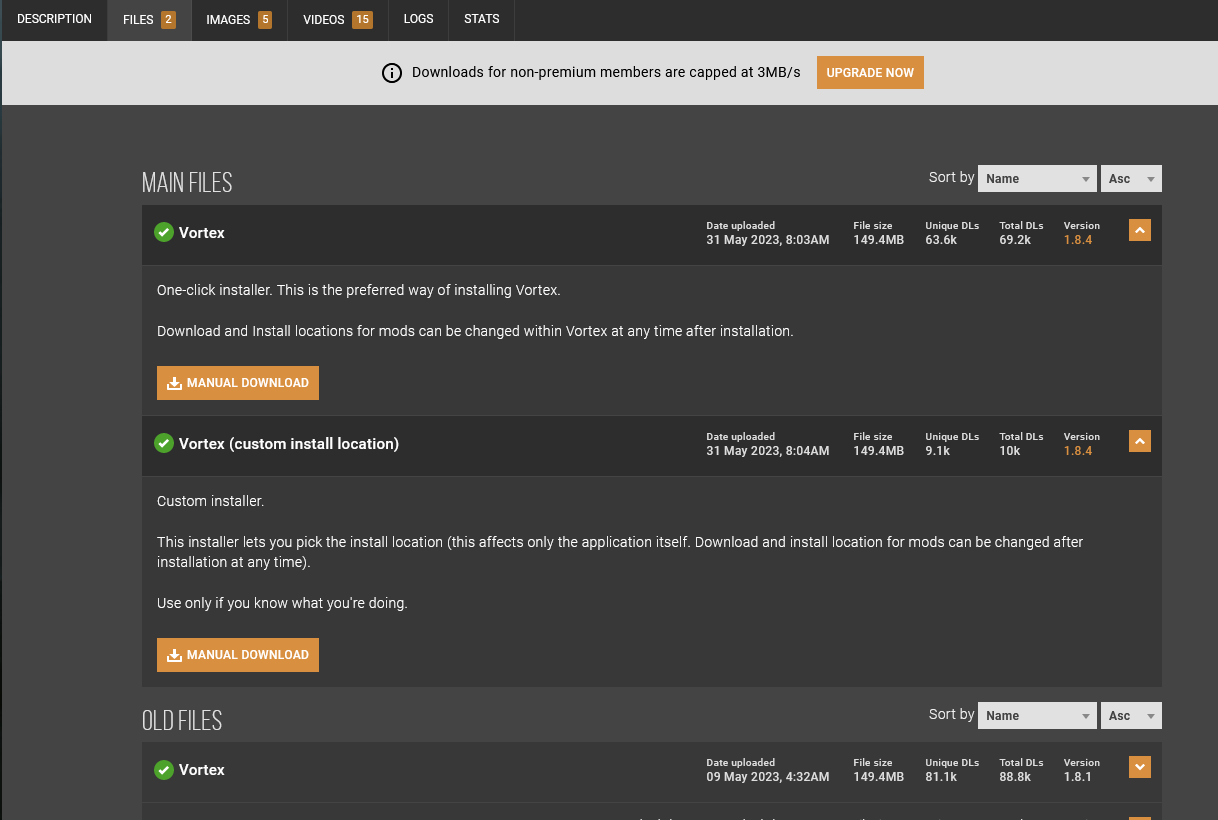 DESCRIPTION FILES 2 IMAGES 5 VIDEOS 15 LOGS STATS
Downloads for non-premium members are capped at 3MB/s UPGRADE NOW
MAIN FILES Sort by Name Asc
Vortex
Date uploaded File size Unique DLs Total DLs Version
31 May 2023, 8:03AM 149.4MB 63.6k 69.2k 1.8.4
One-click installer. This is the preferred way of installing Vortex.
Download and Install locations for mods can be changed within Vortex at any time after installation.
MANUAL DOWNLOAD
Vortex (custom install location)
Date uploaded File size Unique DLs Total DLs Version
31 May 2023, 8:04AM 149.4MB 9.1k 10k 1.8.4
Custom installer.
This installer lets you pick the install location (this affects only the application itself. Download and install location for mods can be changed after
installation at any time).
Use only if you know what you're doing.
MANUAL DOWNLOAD
OLD FILES Sort by Name Asc
Vortex
Date uploaded File size Unique DLs Total DLs Version
09 May 2023, 4:32AM 149.4MB 81.1k 88.8k 1.8.1